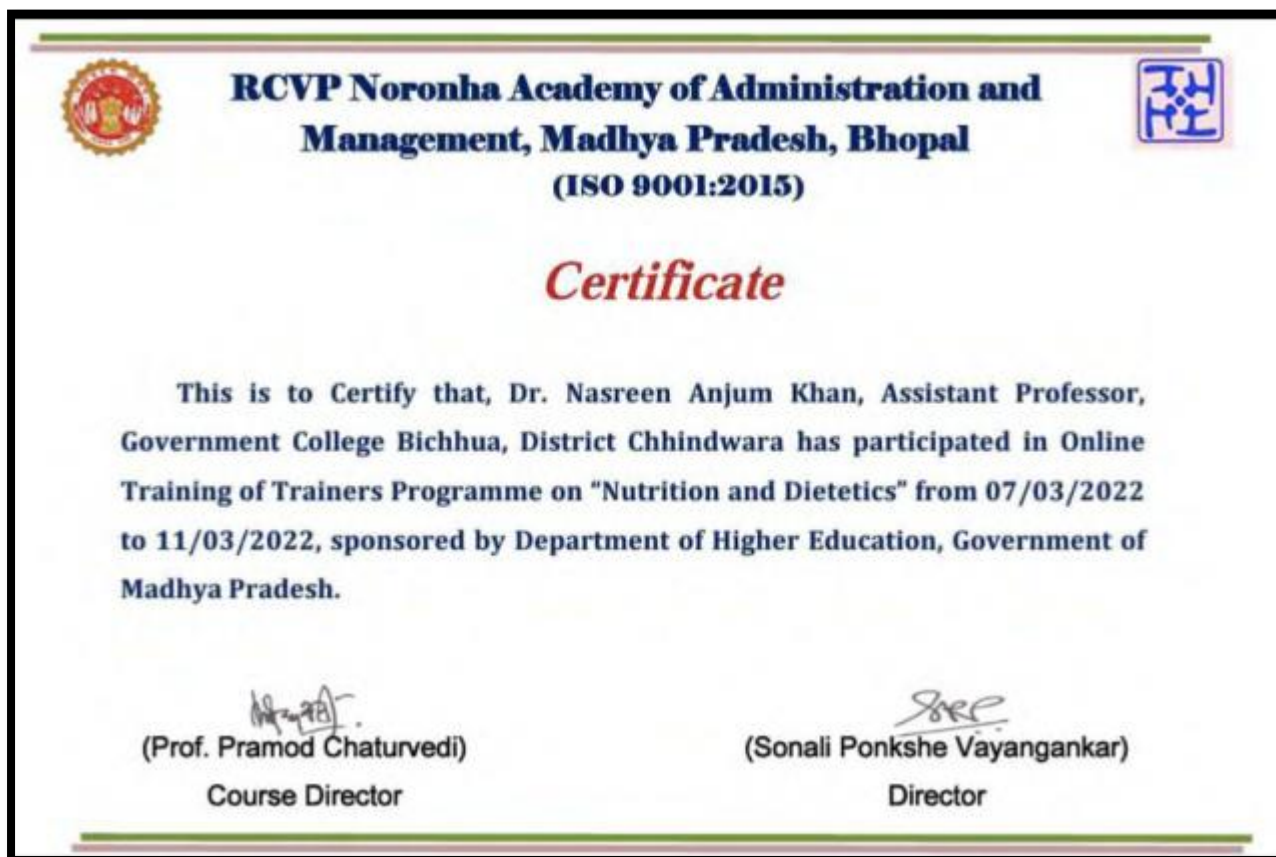 RCVP Noronha Academy of Administration and
Management, Madhya Pradesh, Bhopal
(ISO 9001:2015)
Certificate
This is to Certify that, Dr. Nasreen Anjum Khan, Assistant Professor,
Government College Bichhua, District Chhindwara has participated in Online
Training of Trainers Programme on "Nutrition and Dietetics" from 07/03/2022
to 11/03/2022, sponsored by Department of Higher Education, Government of
Madhya Pradesh.
(Prof. Pramod Chaturvedi)
Course Director
(Sonali Ponkshe Vayangankar)
Director